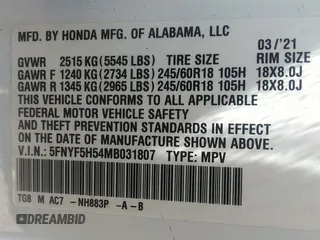 MFD. BY HONDA MFG. OF ALABAMA, LLC
03/'21
GVWR 2515 KG (5545 LBS) TIRE SIZE RIM SIZE
GAWR F 1240 KG (2734 LBS) 245/60R18 105H 18X8.0J
GAWR R 1345 KG (2965 LBS) 245/60R18 105H 18X8.0J
THIS VEHICLE CONFORMS TO ALL APPLICABLE
FEDERAL MOTOR VEHICLE SAFETY
AND THEFT PREVENTION STANDARDS IN EFFECT
ON THE DATE OF MANUFACTURE SHOWN ABOVE.
V.I.N.: 5FNYF5H54MB031807 TYPE: MPV
TG8 M AC7 -NH883P -A-B